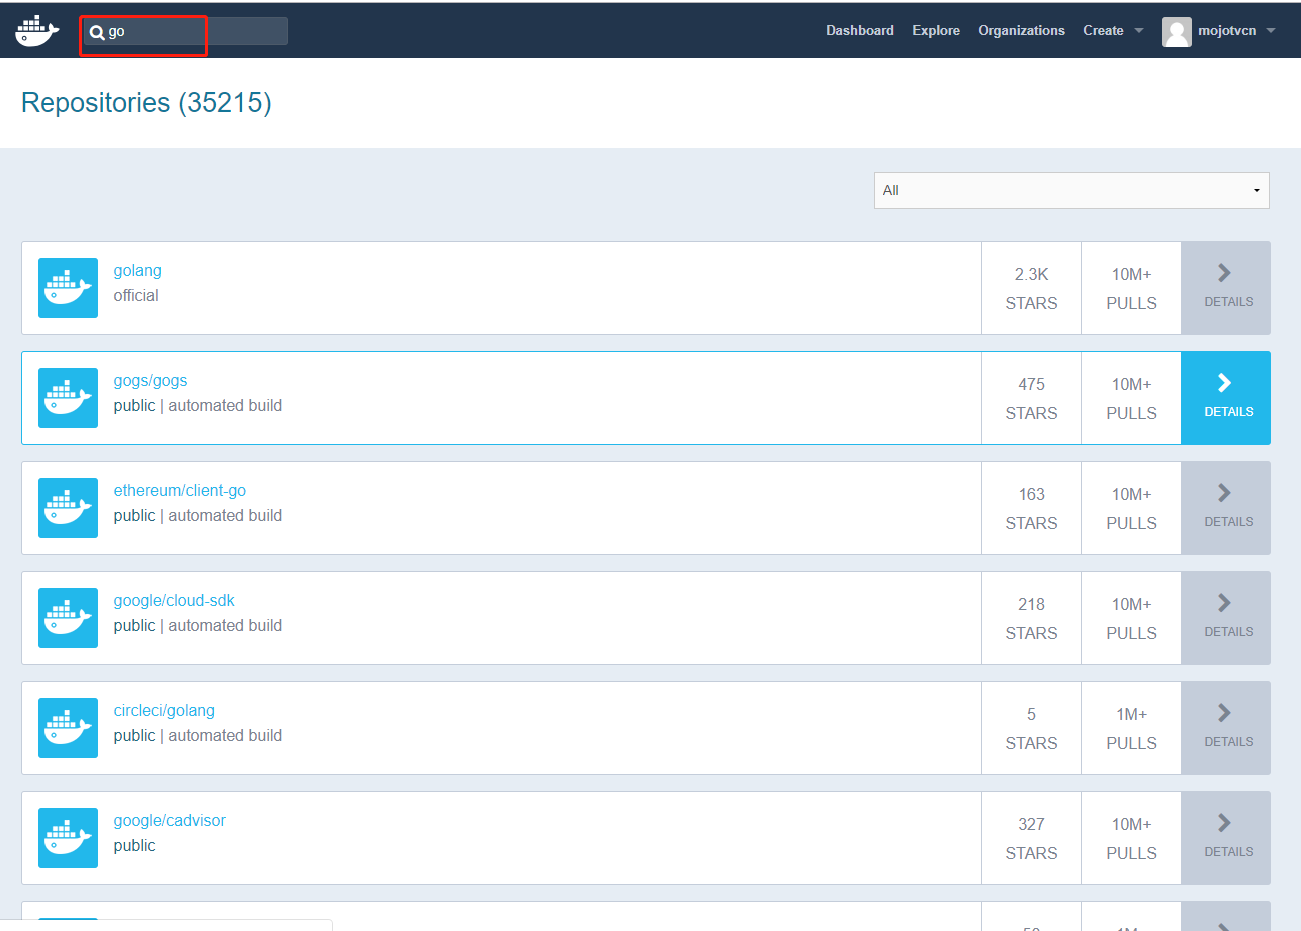 go
Dashboard Explore Organizations Create mojotvcn
Repositories (35215)
All
golang
official
2.3K
STARS
10M+
PULLS
DETAILS
gogs/gogs
public | automated build
475
STARS
10M+
PULLS
DETAILS
ethereum/client-go
public | automated build
163
STARS
10M+
PULLS
DETAILS
google/cloud-sdk
public | automated build
218
STARS
10M+
PULLS
DETAILS
circleci/golang
public | automated build
5
STARS
1M+
PULLS
DETAILS
google/cadvisor
public
327
STARS
10M+
PULLS
DETAILS